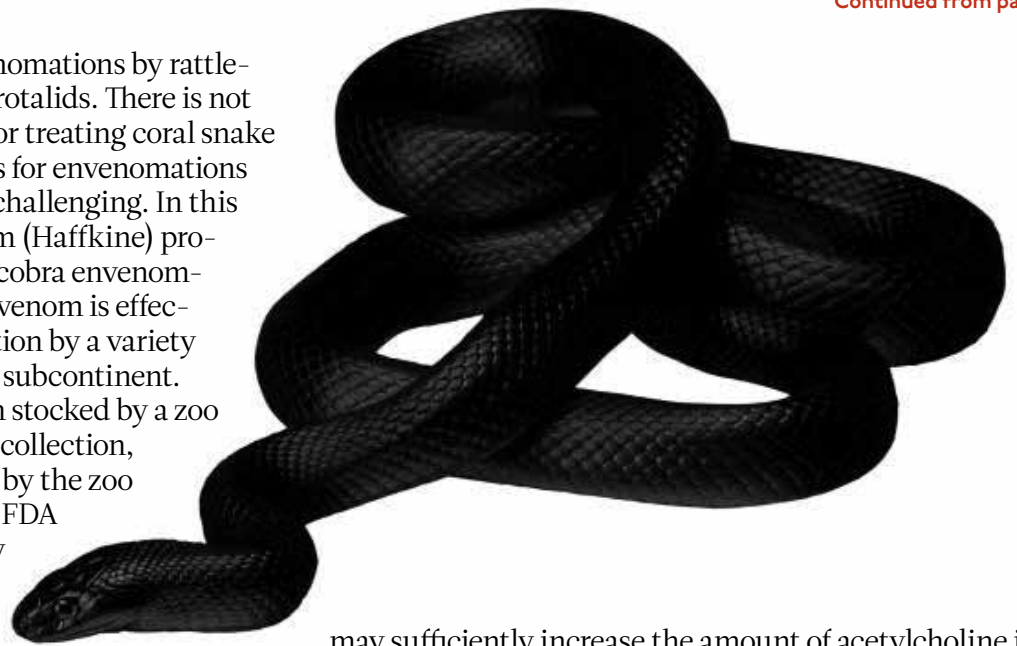 Continued from pa
nomations by rattle-
rotalids. There is not
or treating coral snake
s for envenomations
challenging. In this
m (Haffkine) pro-
cobra envenom-
venom is effec-
tion by a variety
subcontinent.
n stocked by a zoo
collection,
by the zoo
FDA
may sufficiently increase the amount of acetylcholine i